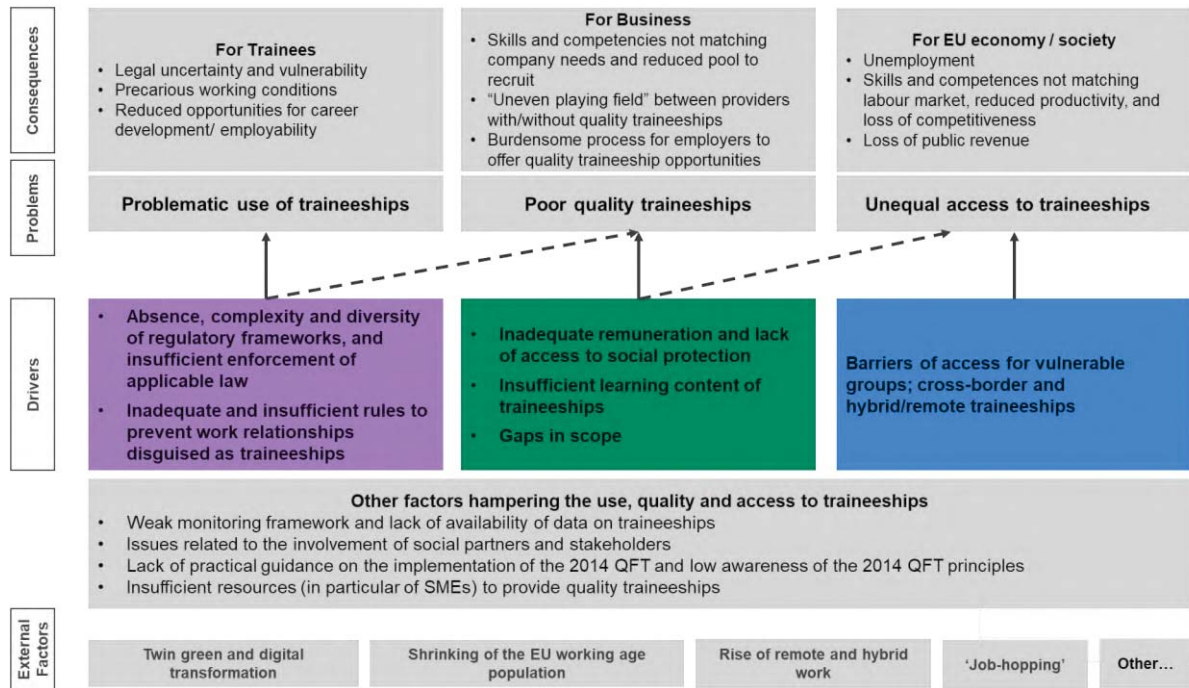 Consequences
For Trainees
• Legal uncertainty and vulnerability
• Precarious working conditions
• Reduced opportunities for career
development/ employability
For Business
• Skills and competencies not matching
company needs and reduced pool to
recruit
• “Uneven playing field” between providers
with/without quality traineeships
• Burdensome process for employers to
offer quality traineeship opportunities
For EU economy / society
• Unemployment
• Skills and competences not matching
labour market, reduced productivity, and
loss of competitiveness
• Loss of public revenue
Problems
Problematic use of traineeships
Poor quality traineeships
Unequal access to traineeships
Drivers
• Absence, complexity and diversity
of regulatory frameworks, and
insufficient enforcement of
applicable law
• Inadequate and insufficient rules to
prevent work relationships
disguised as traineeships
• Inadequate remuneration and lack
of access to social protection
• Insufficient learning content of
traineeships
• Gaps in scope
Barriers of access for vulnerable
groups; cross-border and
hybrid/remote traineeships
Other factors hampering the use, quality and access to traineeships
• Weak monitoring framework and lack of availability of data on traineeships
• Issues related to the involvement of social partners and stakeholders
• Lack of practical guidance on the implementation of the 2014 QFT and low awareness of the 2014 QFT principles
• Insufficient resources (in particular of SMEs) to provide quality traineeships
External
Factors
Twin green and digital
transformation
Shrinking of the EU working age
population
Rise of remote and hybrid
work
‘Job-hopping’
Other…